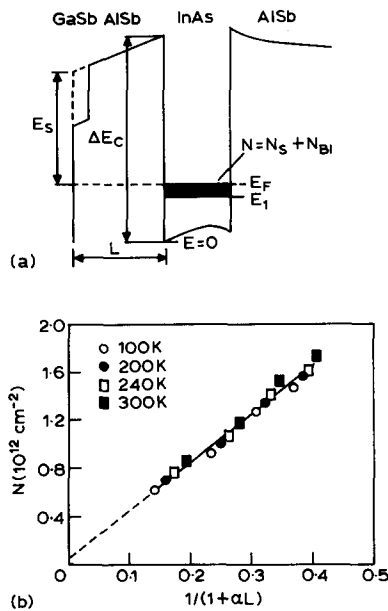 GaSb AlSb InAs AlSb
E_S
ΔE_C
N=N_S+N_BI
E_F
E_1
E=0
L
(a)
2·0
1·6
1·2
0·8
0·4
N(10^12 cm^-2)
○ 100K
● 200K
□ 240K
■ 300K
0 0·1 0·2 0·3 0·4 0·5
1/(1+αL)
(b)